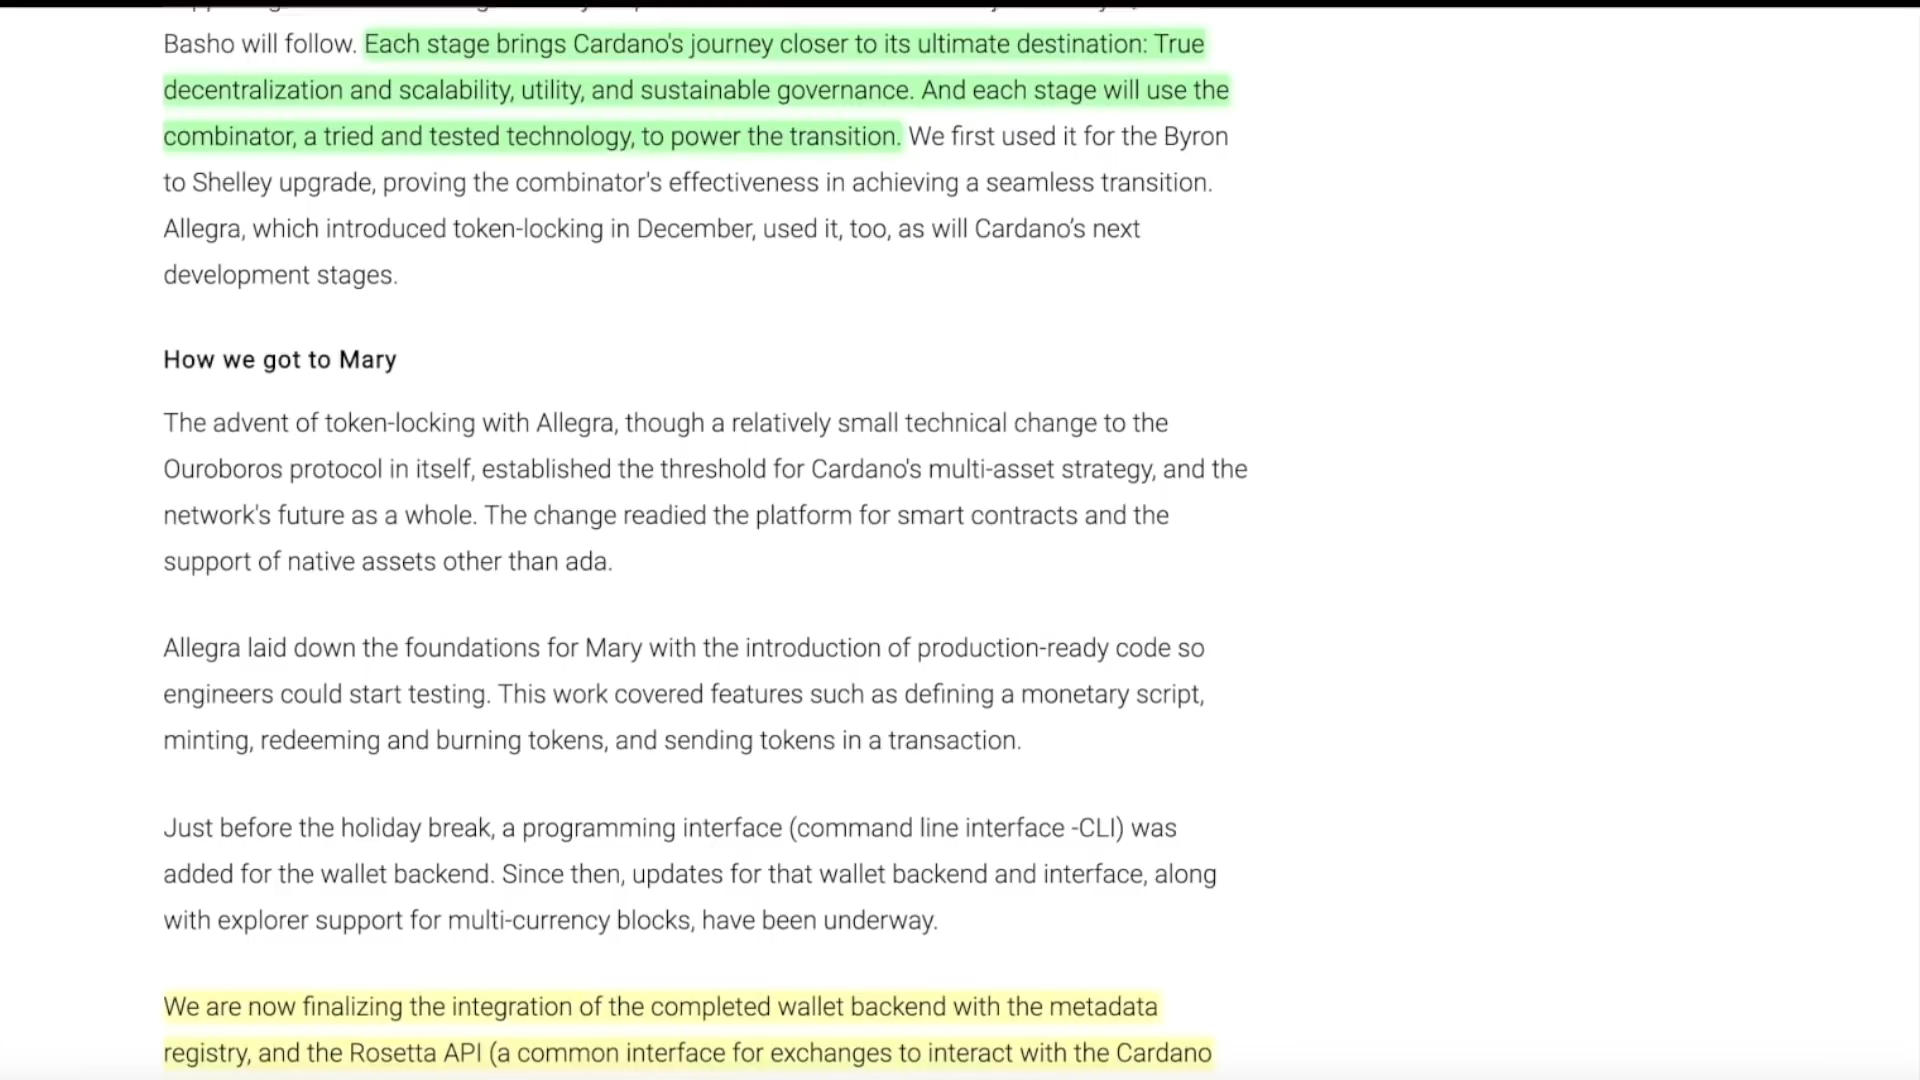 Basho will follow. Each stage brings Cardano's journey closer to its ultimate destination: True
decentralization and scalability, utility, and sustainable governance. And each stage will use the
combinator, a tried and tested technology, to power the transition. We first used it for the Byron
to Shelley upgrade, proving the combinator's effectiveness in achieving a seamless transition.
Allegra, which introduced token-locking in December, used it, too, as will Cardano’s next
development stages.
How we got to Mary
The advent of token-locking with Allegra, though a relatively small technical change to the
Ouroboros protocol in itself, established the threshold for Cardano's multi-asset strategy, and the
network's future as a whole. The change readied the platform for smart contracts and the
support of native assets other than ada.
Allegra laid down the foundations for Mary with the introduction of production-ready code so
engineers could start testing. This work covered features such as defining a monetary script,
minting, redeeming and burning tokens, and sending tokens in a transaction.
Just before the holiday break, a programming interface (command line interface -CLI) was
added for the wallet backend. Since then, updates for that wallet backend and interface, along
with explorer support for multi-currency blocks, have been underway.
We are now finalizing the integration of the completed wallet backend with the metadata
registry, and the Rosetta API (a common interface for exchanges to interact with the Cardano